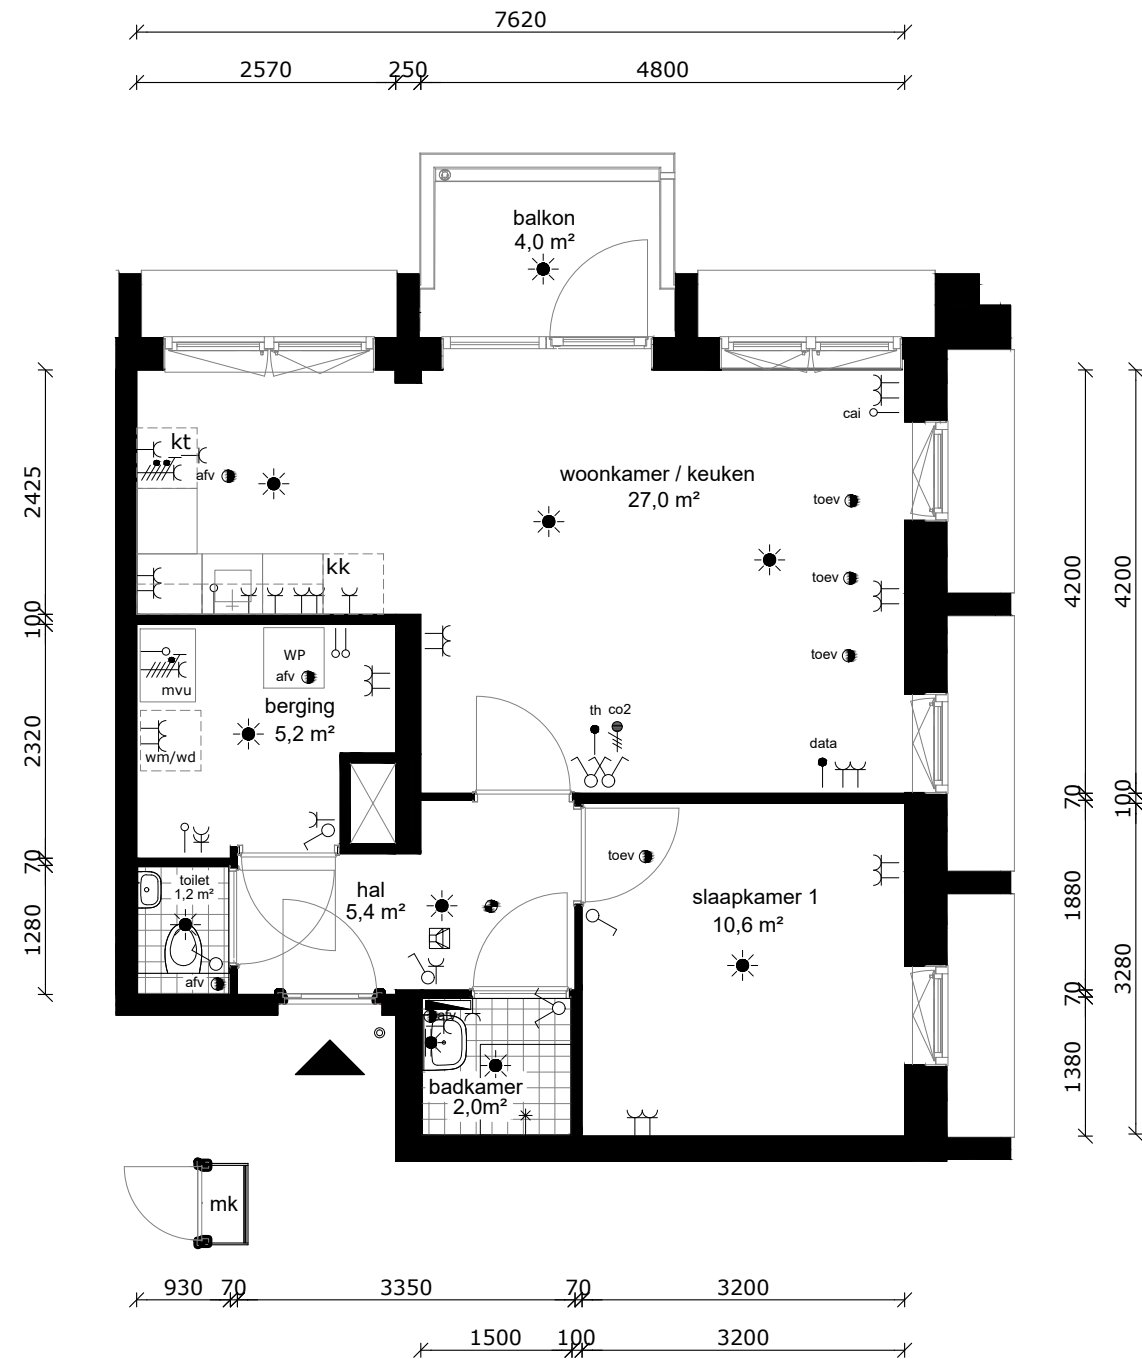 7620
2570
250
4800
balkon
4,0 m²
cai
kt
afv
woonkamer / keuken
27,0 m²
toev
kk
toev
toev
2425
100
2320
70
1280
4200
70
1880
70
1380
4200
100
3280
WP
afv
mvu
berging
5,2 m²
wm/wd
th co2
data
toilet
1,2 m²
afv
hal
5,4 m²
toev
slaapkamer 1
10,6 m²
afv
badkamer
2,0m²
mk
930
70
3350
70
3200
1500
100
3200